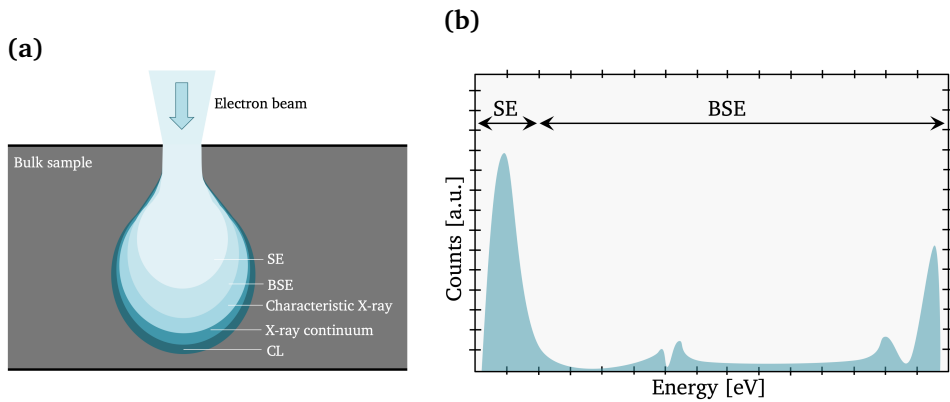 (a)
Electron beam
Bulk sample
SE
BSE
Characteristic X-ray
X-ray continuum
CL
(b)
SE
BSE
Counts [a.u.]
Energy [eV]